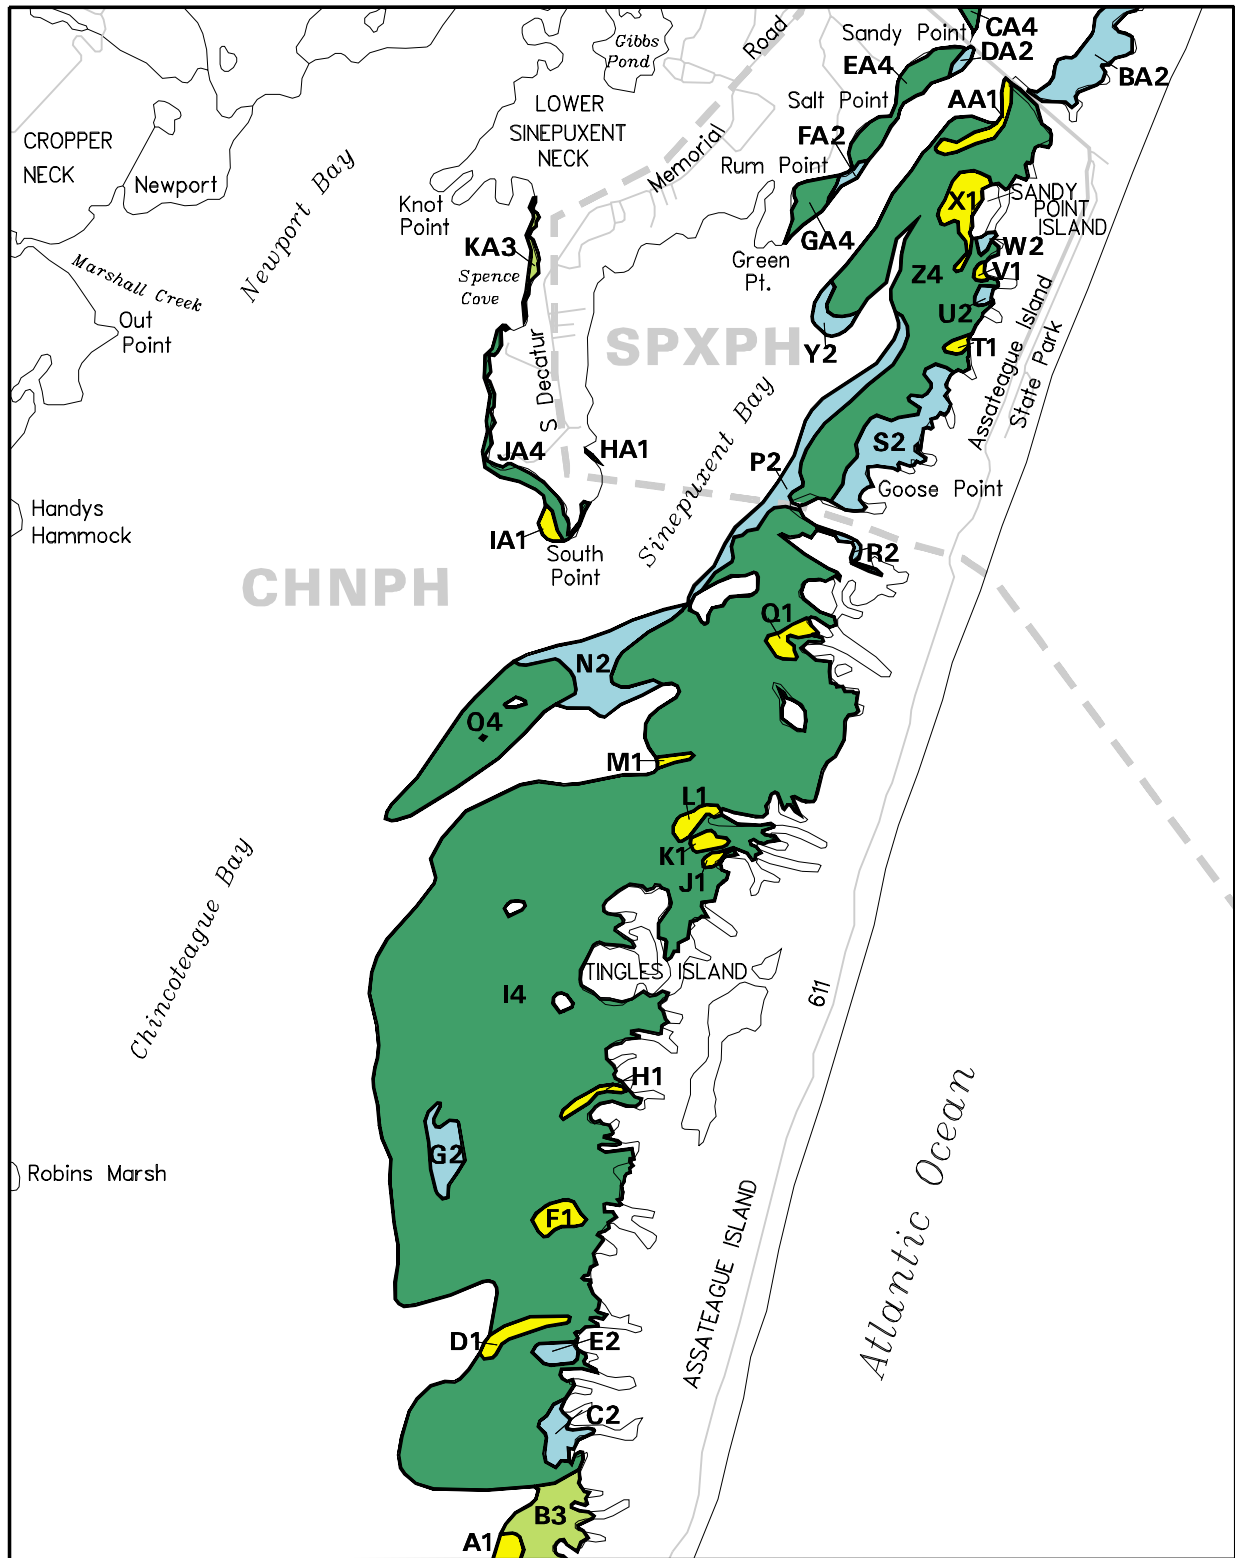 CA4
Sandy Point
DA2
Gibbs
Pond
Road
EA4
BA2
Salt Point
AA1
LOWER
SINEPUXENT
NECK
CROPPER
NECK
FA2
Memorial
Rum Point
Newport
Newport Bay
Knot
Point
X1
SANDY
POINT
ISLAND
KA3
GA4
W2
Green
Pt.
Spence
Cove
Z4
V1
Marshall Creek
U2
Out
Point
SPXPH
Y2
T1
Assateague Island
State Park
S Decatur
Sinepuxent Bay
JA4
HA1
P2
S2
Goose Point
Handys
Hammock
IA1
South
Point
R2
CHNPH
Q1
N2
O4
M1
L1
K1
J1
Chincoteague Bay
TINGLES ISLAND
I4
611
H1
G2
Robins Marsh
F1
Atlantic Ocean
ASSATEAGUE ISLAND
D1
E2
C2
B3
A1